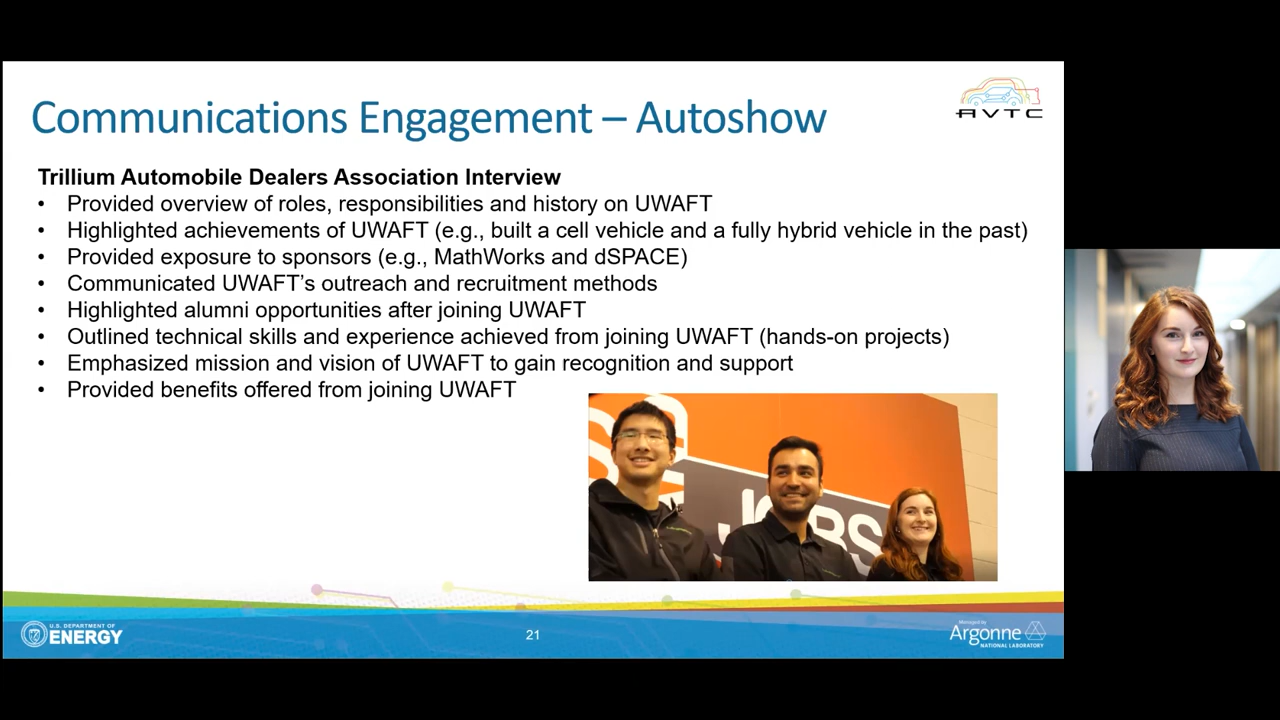 Communications Engagement – Autoshow
AVTC
Trillium Automobile Dealers Association Interview
• Provided overview of roles, responsibilities and history on UWAFT
• Highlighted achievements of UWAFT (e.g., built a cell vehicle and a fully hybrid vehicle in the past)
• Provided exposure to sponsors (e.g., MathWorks and dSPACE)
• Communicated UWAFT's outreach and recruitment methods
• Highlighted alumni opportunities after joining UWAFT
• Outlined technical skills and experience achieved from joining UWAFT (hands-on projects)
• Emphasized mission and vision of UWAFT to gain recognition and support
• Provided benefits offered from joining UWAFT
JOBS
U.S. DEPARTMENT OF
ENERGY
21
Managed by
Argonne
NATIONAL LABORATORY